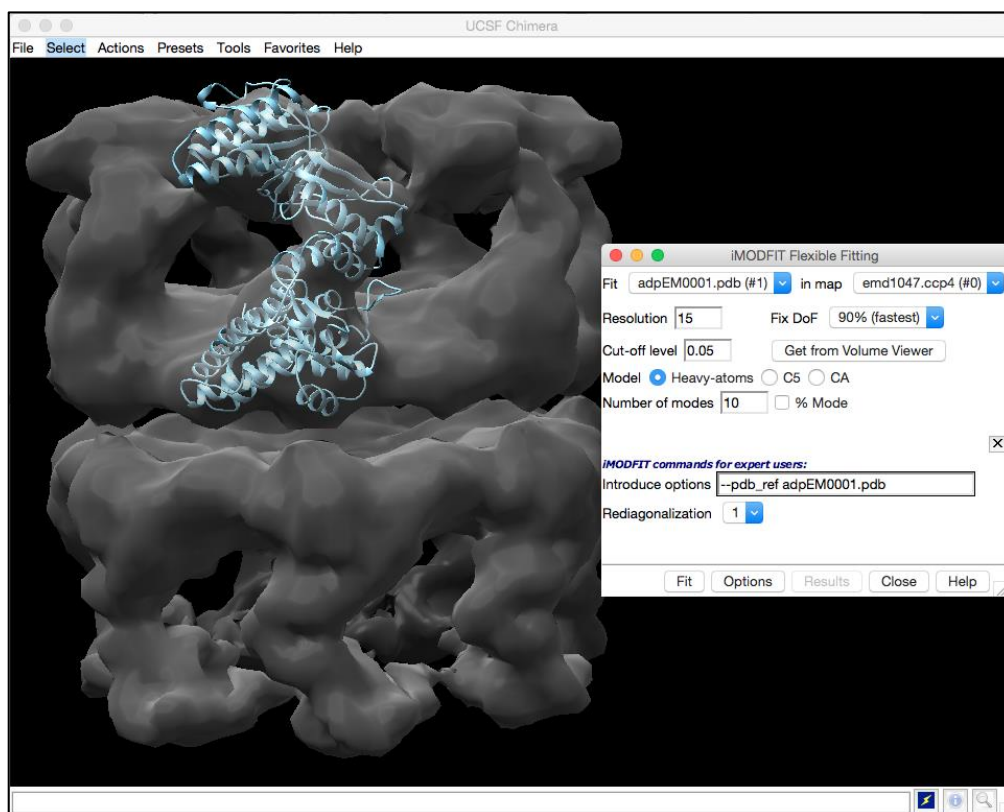 UCSF Chimera
File Select Actions Presets Tools Favorites Help
iMODFIT Flexible Fitting
Fit adpEM0001.pdb (#1) in map emd1047.ccp4 (#0)
Resolution 15 Fix DoF 90% (fastest)
Cut-off level 0.05 Get from Volume Viewer
Model Heavy-atoms C5 CA
Number of modes 10 % Mode
iMODFIT commands for expert users:
Introduce options --pdb_ref adpEM0001.pdb
Rediagonalization 1
Fit Options Results Close Help